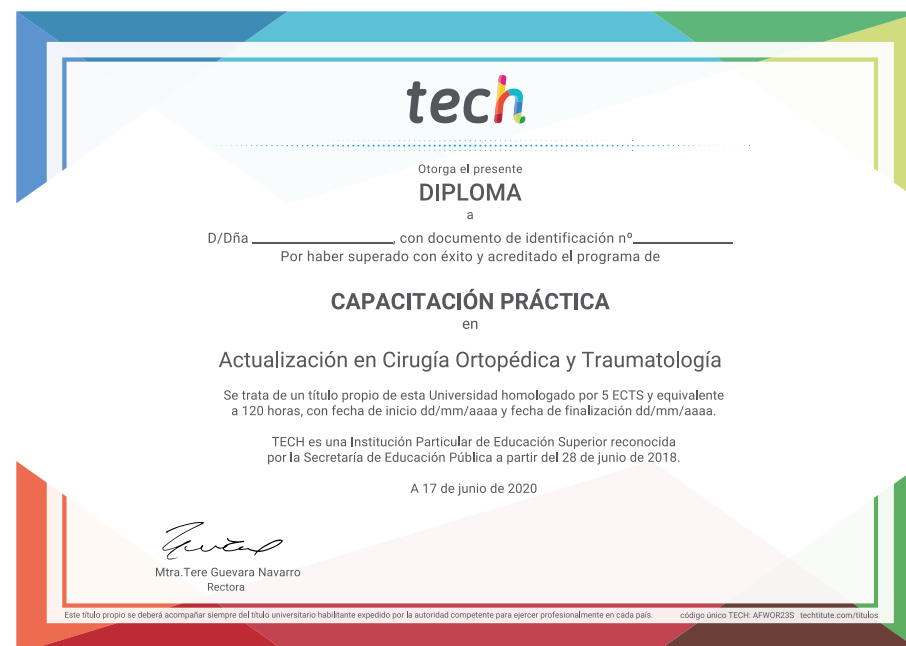 tech
Otorga el presente
DIPLOMA
a
D/Dña ____________________, con documento de identificación nº______________
Por haber superado con éxito y acreditado el programa de
CAPACITACIÓN PRÁCTICA
en
Actualización en Cirugía Ortopédica y Traumatología
Se trata de un título propio de esta Universidad homologado por 5 ECTS y equivalente
a 120 horas, con fecha de inicio dd/mm/aaaa y fecha de finalización dd/mm/aaaa.
TECH es una Institución Particular de Educación Superior reconocida
por la Secretaría de Educación Pública a partir del 28 de junio de 2018.
A 17 de junio de 2020
Mtra.Tere Guevara Navarro
Rectora
Este título propio se deberá acompañar siempre del título universitario habilitante expedido por la autoridad competente para ejercer profesionalmente en cada país. código único TECH: AFWOR23S techtitute.com/titulos